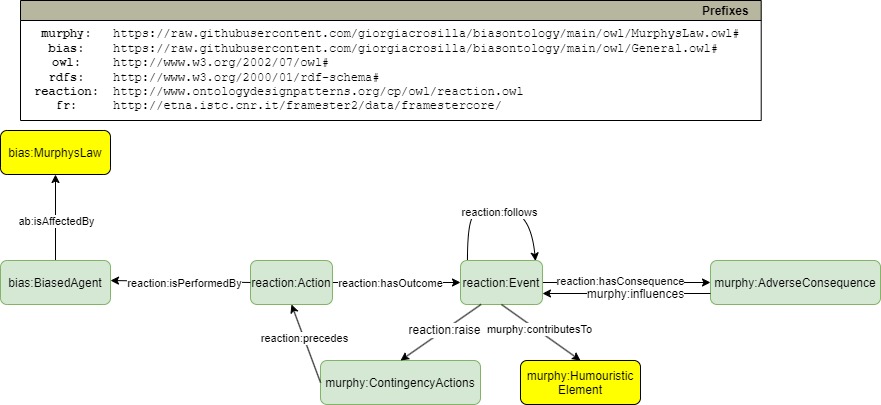 Prefixes
murphy: https://raw.githubusercontent.com/giorgiacrosilla/biasontology/main/owl/MurphysLaw.owl#
bias: https://raw.githubusercontent.com/giorgiacrosilla/biasontology/main/owl/General.owl#
owl: http://www.w3.org/2002/07/owl#
rdfs: http://www.w3.org/2000/01/rdf-schema#
reaction: http://www.ontologydesignpatterns.org/cp/owl/reaction.owl
fr: http://etna.istc.cnr.it/framester2/data/framestercore/
bias:MurphysLaw
ab:isAffectedBy
reaction:follows
bias:BiasedAgent
reaction:isPerformedBy
reaction:Action
reaction:hasOutcome
reaction:Event
reaction:hasConsequence
murphy:influences
murphy:AdverseConsequence
reaction:precedes
reaction:raise
murphy:contributesTo
murphy:ContingencyActions
murphy:Humouristic
Element